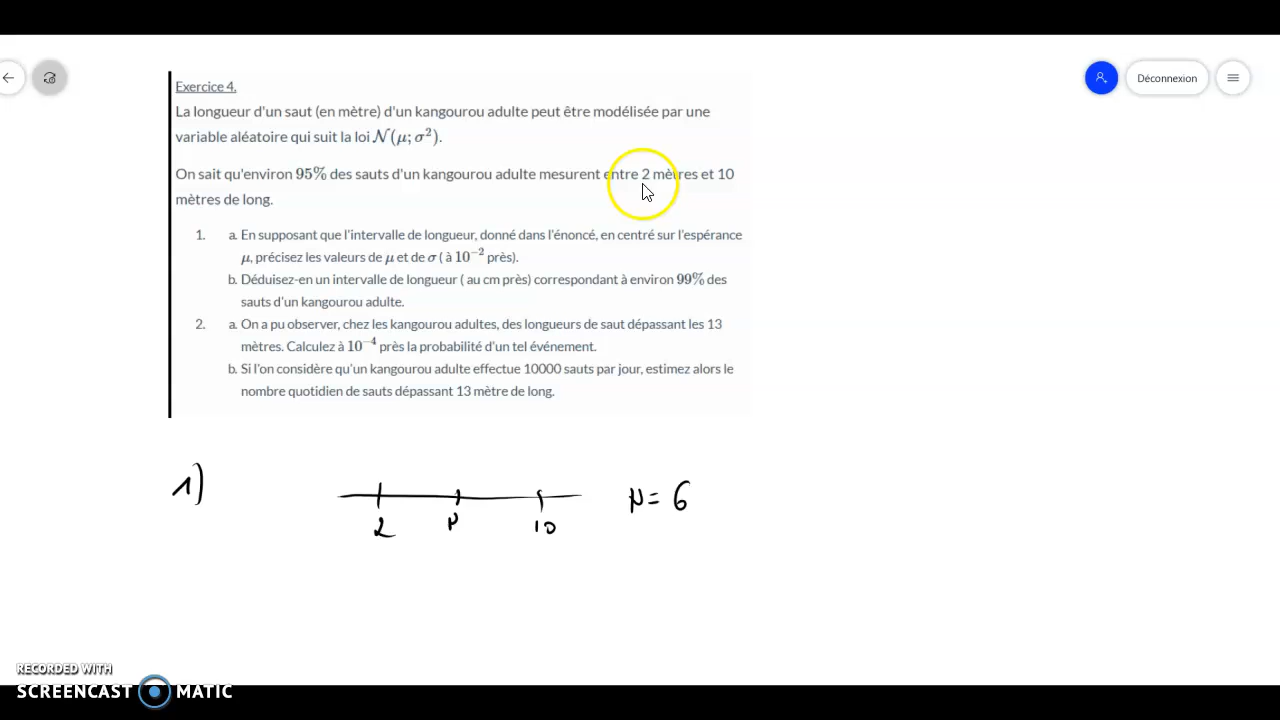 Déconnexion
Exercice 4.
La longueur d'un saut (en mètre) d'un kangourou adulte peut être modélisée par une
variable aléatoire qui suit la loi N(μ; σ²).
On sait qu'environ 95% des sauts d'un kangourou adulte mesurent entre 2 mètres et 10
mètres de long.
1. a. En supposant que l'intervalle de longueur, donné dans l'énoncé, en centré sur l'espérance
μ, précisez les valeurs de μ et de σ ( à 10⁻² près).
b. Déduisez-en un intervalle de longueur ( au cm près) correspondant à environ 99% des
sauts d'un kangourou adulte.
2. a. On a pu observer, chez les kangourou adultes, des longueurs de saut dépassant les 13
mètres. Calculez à 10⁻⁴ près la probabilité d'un tel événement.
b. Si l'on considère qu'un kangourou adulte effectue 10000 sauts par jour, estimez alors le
nombre quotidien de sauts dépassant 13 mètre de long.
1)
μ = 6
2 μ 10
RECORDED WITH
SCREENCAST MATIC